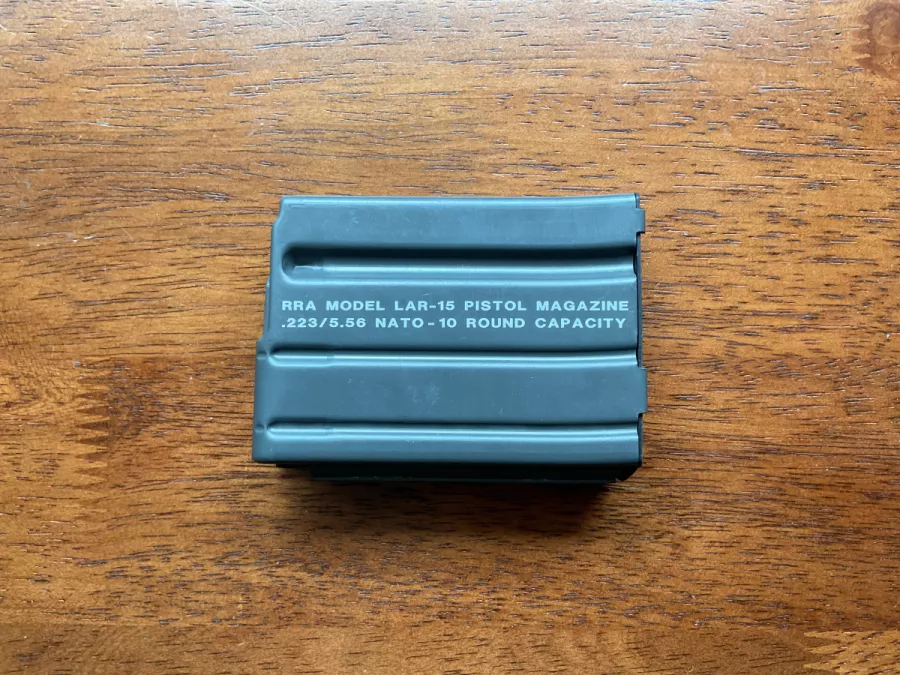 RRA MODEL LAR-15 PISTOL MAGAZINE
.223/5.56 NATO - 10 ROUND CAPACITY